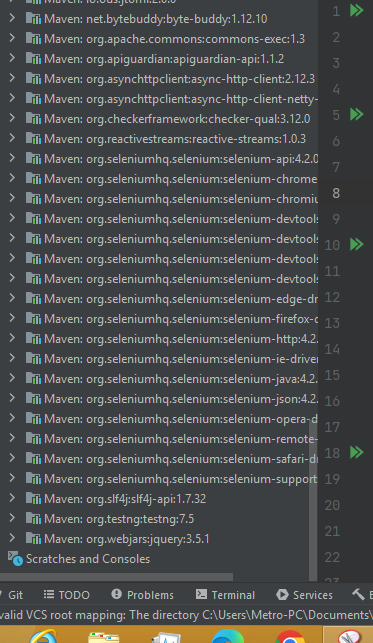 Maven: net.bytebuddy:byte-buddy:1.12.10
Maven: org.apache.commons:commons-exec:1.3
Maven: org.apiguardian:apiguardian-api:1.1.2
Maven: org.asynchttpclient:async-http-client:2.12.3
Maven: org.asynchttpclient:async-http-client-netty-
Maven: org.checkerframework:checker-qual:3.12.0
Maven: org.reactivestreams:reactive-streams:1.0.3
Maven: org.seleniumhq.selenium:selenium-api:4.2.0
Maven: org.seleniumhq.selenium:selenium-chrome
Maven: org.seleniumhq.selenium:selenium-chromiu
Maven: org.seleniumhq.selenium:selenium-devtools
Maven: org.seleniumhq.selenium:selenium-devtools
Maven: org.seleniumhq.selenium:selenium-devtools
Maven: org.seleniumhq.selenium:selenium-devtools
Maven: org.seleniumhq.selenium:selenium-edge-dr
Maven: org.seleniumhq.selenium:selenium-firefox-d
Maven: org.seleniumhq.selenium:selenium-http:4.2.
Maven: org.seleniumhq.selenium:selenium-ie-driver
Maven: org.seleniumhq.selenium:selenium-java:4.2.
Maven: org.seleniumhq.selenium:selenium-json:4.2.
Maven: org.seleniumhq.selenium:selenium-opera-d
Maven: org.seleniumhq.selenium:selenium-remote-
Maven: org.seleniumhq.selenium:selenium-safari-d
Maven: org.seleniumhq.selenium:selenium-support
Maven: org.slf4j:slf4j-api:1.7.32
Maven: org.testng:testng:7.5
Maven: org.webjars:jquery:3.5.1
Scratches and Consoles
1
2
3
4
5
6
7
8
9
10
11
12
13
14
15
16
17
18
19
20
21
22
Git TODO Problems Terminal Services
valid VCS root mapping: The directory C:\Users\Metro-PC\Documents\